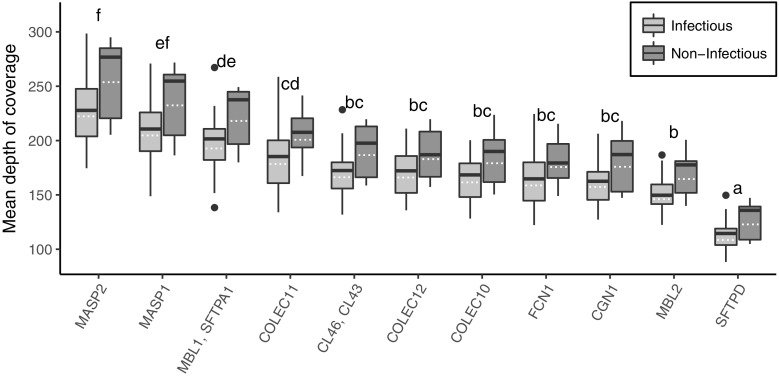 Infectious
Non−Infectious
Mean depth of coverage
300
250
200
150
100
f
ef
de
cd
bc
bc
bc
bc
bc
b
a
MASP2
MASP1
MBL1, SFTPA1
COLEC11
CL46, CL43
COLEC12
COLEC10
FCN1
CGN1
MBL2
SFTPD